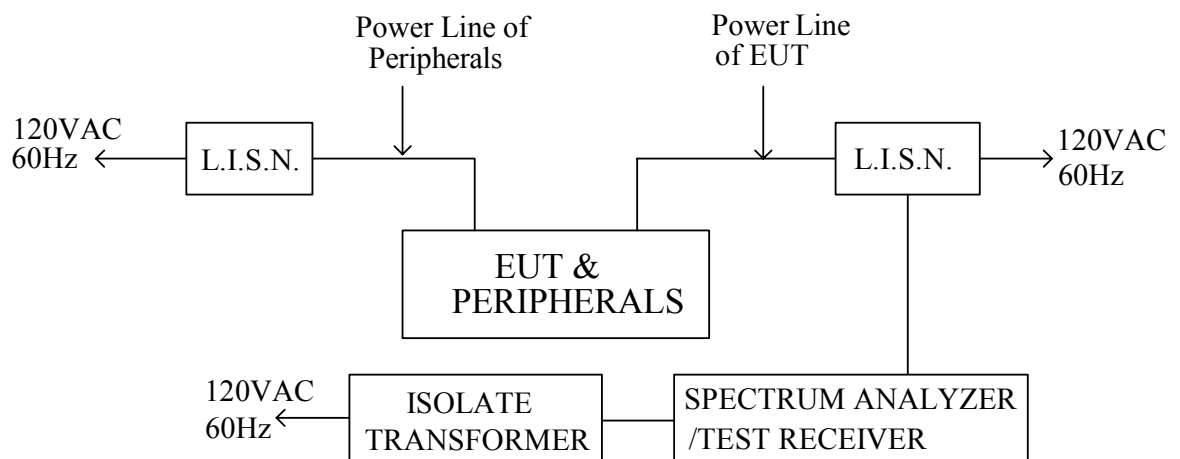 Power Line of
Peripherals
Power Line
of EUT
120VAC
60Hz
L.I.S.N.
L.I.S.N.
120VAC
60Hz
EUT &
PERIPHERALS
120VAC
60Hz
ISOLATE
TRANSFORMER
SPECTRUM ANALYZER
/TEST RECEIVER